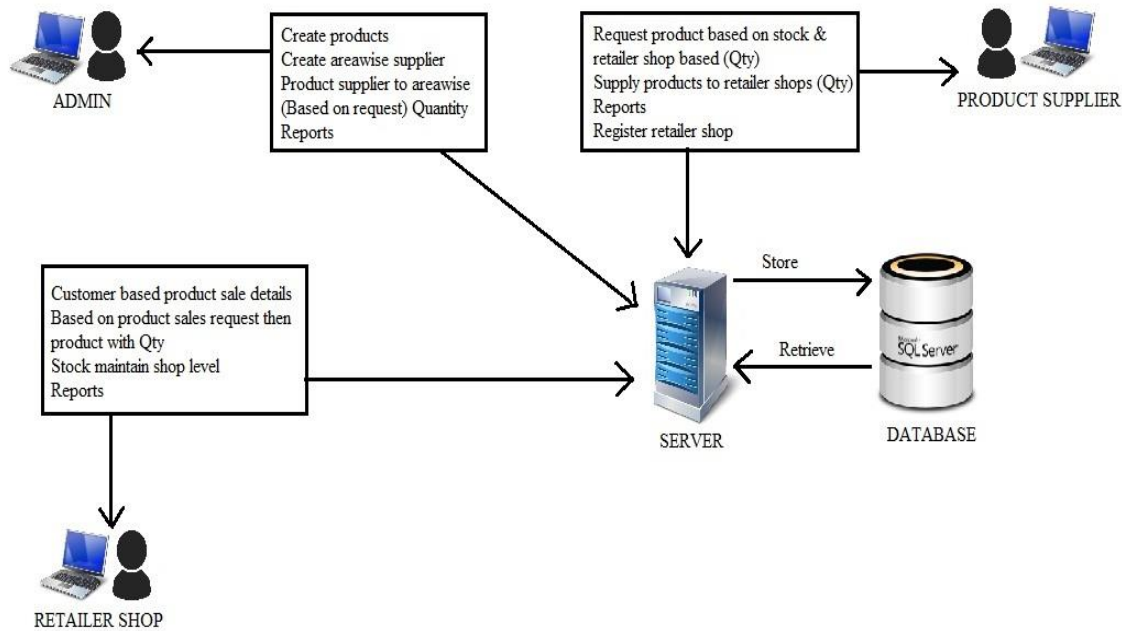 Create products
Create areawise supplier
Product supplier to areawise
(Based on request) Quantity
Reports
ADMIN
Request product based on stock &
retailer shop based (Qty)
Supply products to retailer shops (Qty)
Reports
Register retailer shop
PRODUCT SUPPLIER
Customer based product sale details
Based on product sales request then
product with Qty
Stock maintain shop level
Reports
Store
Retrieve
Microsoft
SQL Server
SERVER
DATABASE
RETAILER SHOP